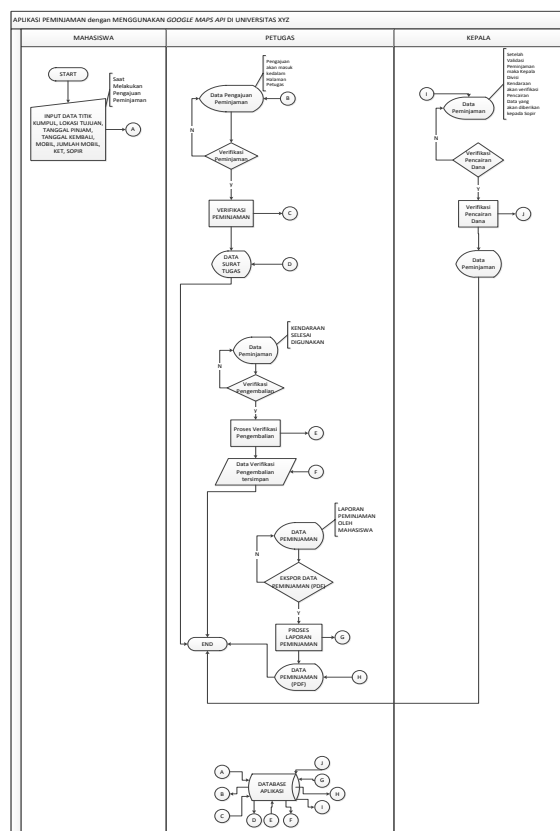 APLIKASI PEMINJAMAN dengan MENGGUNAKAN GOOGLE MAPS API DI UNIVERSITAS XYZ
MAHASISWA
PETUGAS
KEPALA
START
Saat
Melakukan
Pengajuan
Peminjaman
INPUT DATA TITIK
KUMPUL, LOKASI TUJUAN,
TANGGAL PINJAM,
TANGGAL KEMBALI,
MOBIL, JUMLAH MOBIL,
KET, SOPIR
A
Pengajuan
akan masuk
kedalam
Halaman
Petugas
Data Pengajuan
Peminjaman
B
N
Verifikasi
Peminjaman
Y
VERIFIKASI
PEMINJAMAN
C
DATA
SURAT
TUGAS
D
KENDARAAN
SELESAI
DIGUNAKAN
Data
Peminjaman
N
Verifikasi
Pengembalian
Y
Proses Verifikasi
Pengembalian
E
Data Verifikasi
Pengembalian
tersimpan
F
LAPORAN
PEMINJAMAN
OLEH
MAHASISWA
DATA
PEMINJAMAN
N
EKSPOR DATA
PEMINJAMAN (PDF)
Y
PROSES
LAPORAN
PEMINJAMAN
G
END
DATA
PEMINJAMAN
(PDF)
H
Setelah
Validasi
Peminjaman
maka Kepala
Divisi
Kendaraan
akan verifikasi
Pencairan
Dana yang
akan diberikan
kepada Sopir
I
Data
Peminjaman
N
Verifikasi
Pencairan
Dana
Y
Verifikasi
Pencairan
Dana
J
Data
Peminjaman
DATABASE
APLIKASI
A
B
C
D
E
F
J
G
H
I